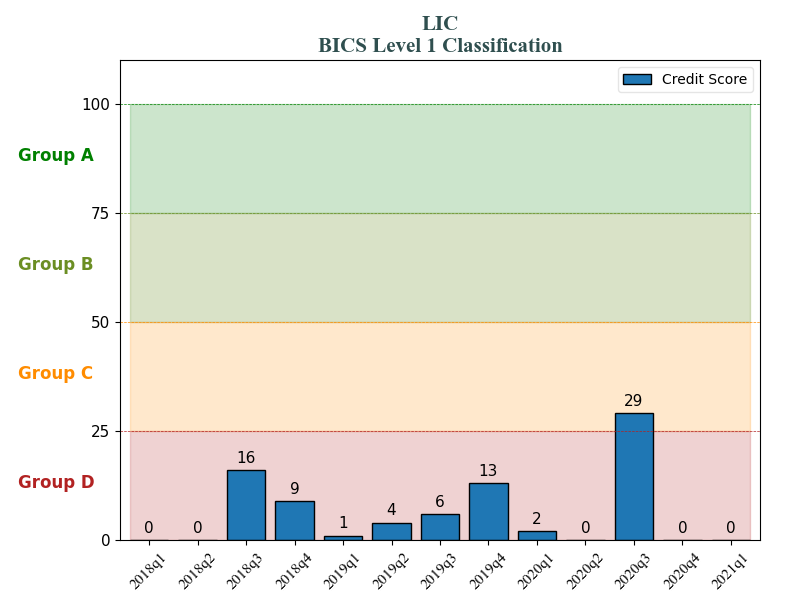 LIC
BICS Level 1 Classification
Credit Score
100
Group A
75
Group B
50
Group C
25
Group D
0
0 0 16 9 1 4 6 13 2 0 29 0 0
2018q1 2018q2 2018q3 2018q4 2019q1 2019q2 2019q3 2019q4 2020q1 2020q2 2020q3 2020q4 2021q1